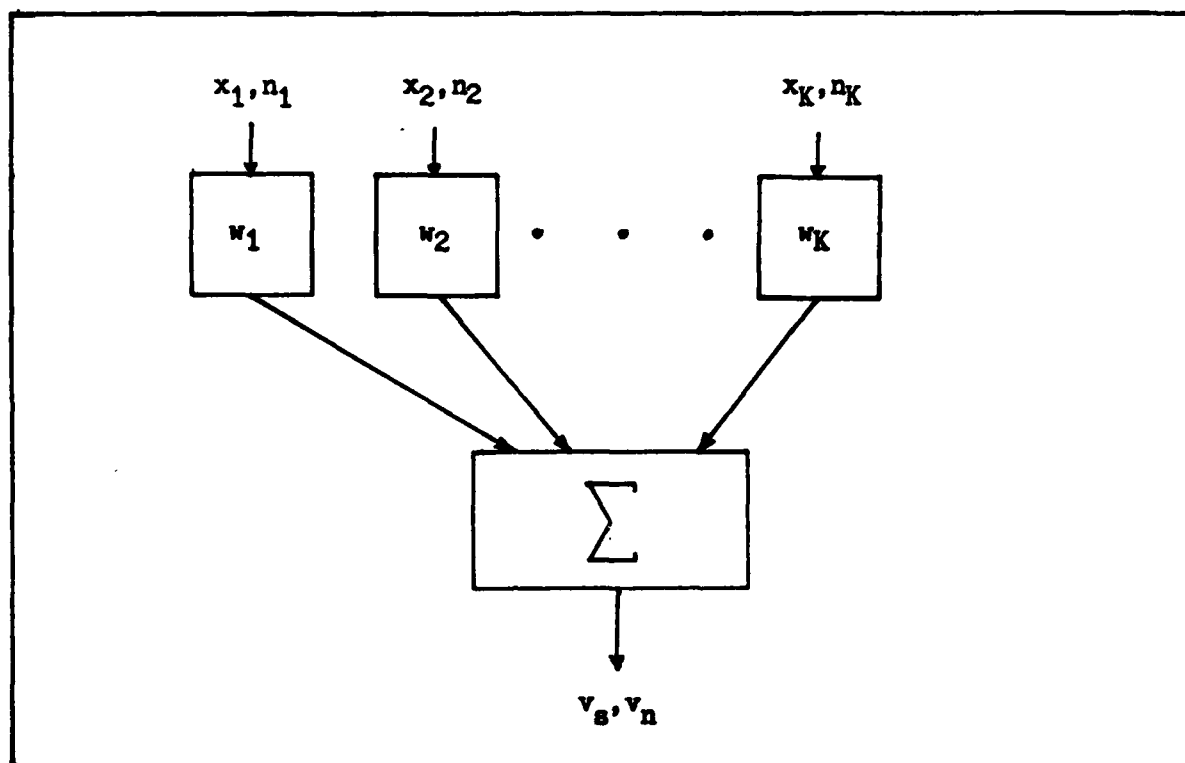 x1,n1 x2,n2 xK,nK
w1 w2 . . . wK
∑
vs,vn